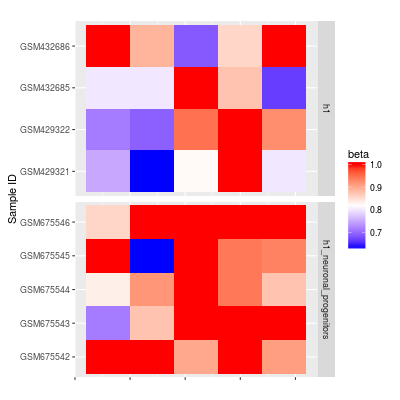 GSM432686
GSM432685
GSM429322
GSM429321
h1
GSM675546
GSM675545
GSM675544
GSM675543
GSM675542
h1_neuronal_progenitors
Sample ID
beta
1.0
0.9
0.8
0.7